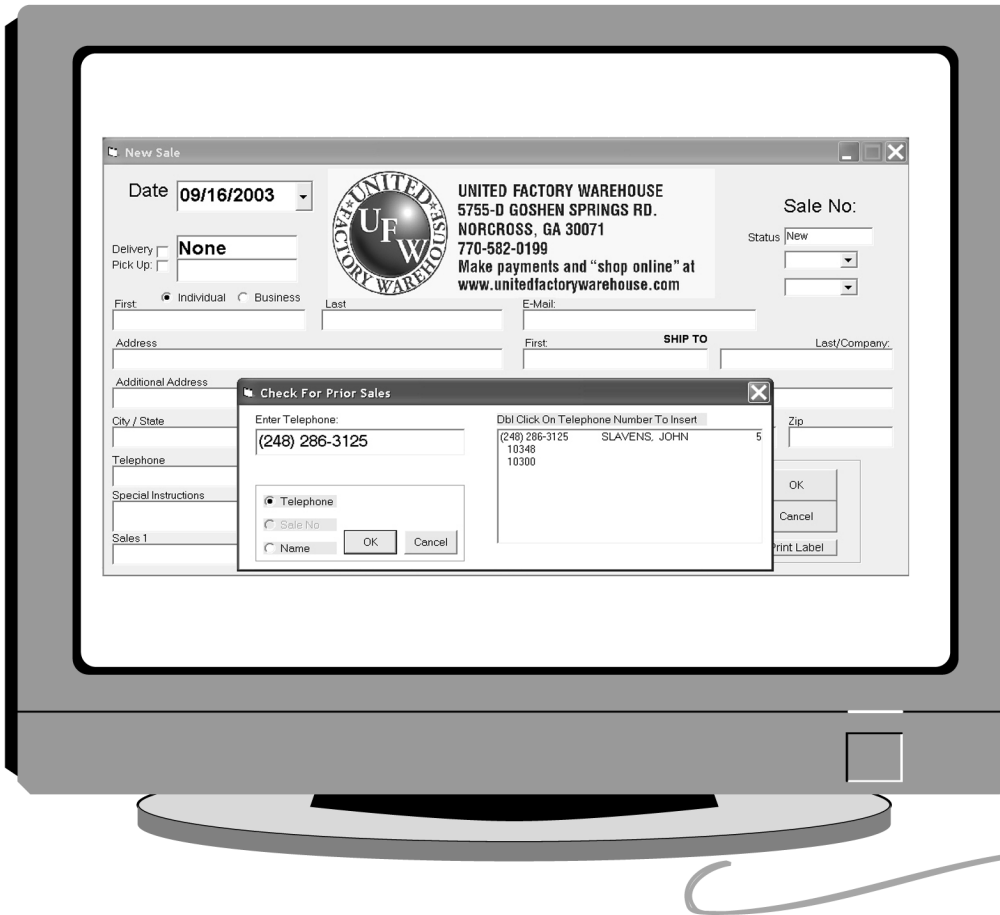 New Sale
Date 09/16/2003
UNITED FACTORY WAREHOUSE
UFW
UNITED FACTORY WAREHOUSE
5755-D GOSHEN SPRINGS RD.
NORCROSS, GA 30071
770-582-0199
Make payments and “shop online” at
www.unitedfactorywarehouse.com
Sale No:
Status New
Delivery None
Pick Up:
Individual Business
First: Last E-Mail:
Address First: SHIP TO Last/Company:
Additional Address
City / State Zip
Telephone
Special Instructions
Sales 1
OK
Cancel
Print Label
Check For Prior Sales
Enter Telephone:
(248) 286-3125
Telephone
Sale No
Name OK Cancel
Dbl Click On Telephone Number To Insert
(248) 286-3125 SLAVENS, JOHN 5
10348
10300